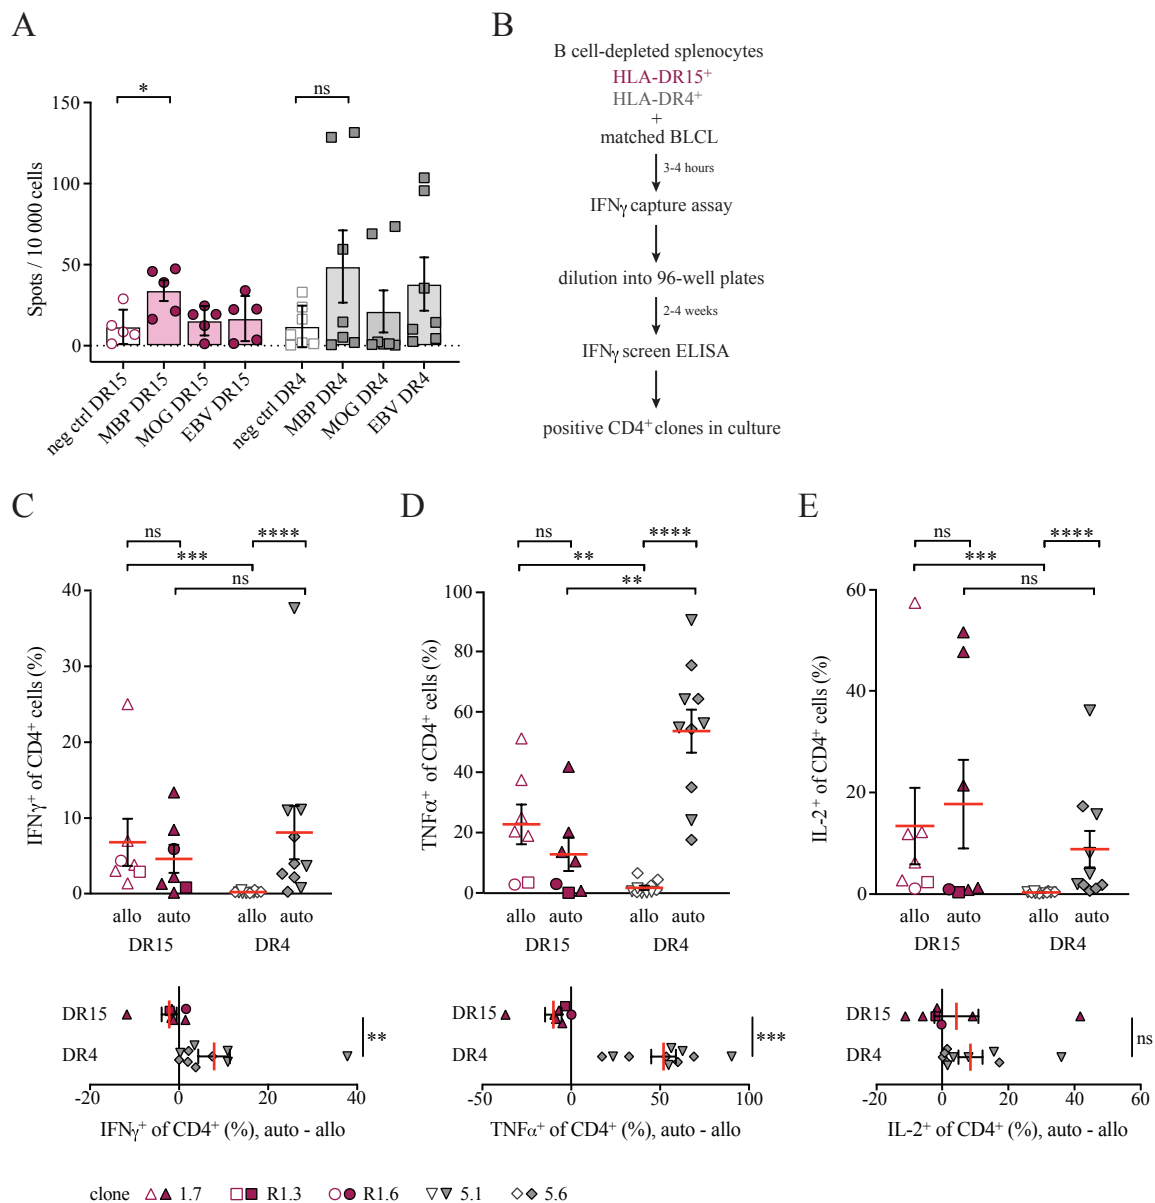 A
Spots / 10 000 cells
150
100
50
0
*
ns
neg ctrl DR15
MBP DR15
MOG DR15
EBV DR15
neg ctrl DR4
MBP DR4
MOG DR4
EBV DR4
B
B cell-depleted splenocytes
HLA-DR15⁺
HLA-DR4⁺
+
matched BLCL
3-4 hours
IFNγ capture assay
dilution into 96-well plates
2-4 weeks
IFNγ screen ELISA
positive CD4⁺ clones in culture
C
ns
****
***
ns
IFNγ⁺ of CD4⁺ cells (%)
40
30
20
10
0
allo auto allo auto
DR15 DR4
DR15
DR4
**
-20 0 20 40
IFNγ⁺ of CD4⁺ (%), auto - allo
D
ns
****
**
**
TNFα⁺ of CD4⁺ cells (%)
100
80
60
40
20
0
allo auto allo auto
DR15 DR4
DR15
DR4
***
-50 0 50 100
TNFα⁺ of CD4⁺ (%), auto - allo
E
ns
****
***
ns
IL-2⁺ of CD4⁺ cells (%)
60
40
20
0
allo auto allo auto
DR15 DR4
DR15
DR4
ns
-20 0 20 40 60
IL-2⁺ of CD4⁺ (%), auto - allo
clone 1.7 R1.3 R1.6 5.1 5.6